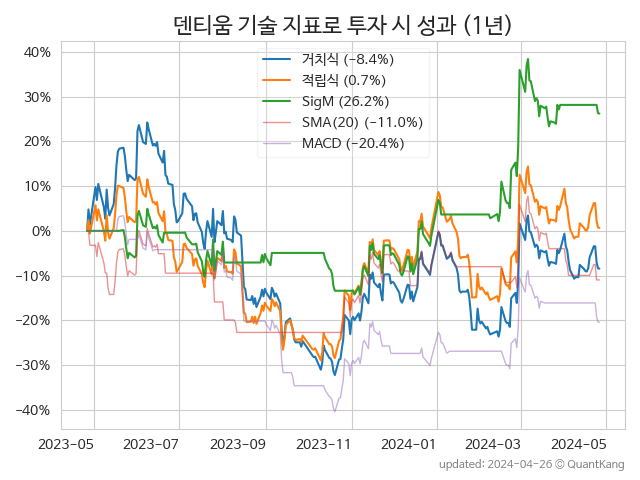 덴티움 기술 지표로 투자 시 성과 (1년)
거치식 (−8.4%)
적립식 (0.7%)
SigM (26.2%)
SMA(20) (−11.0%)
MACD (−20.4%)
40%
30%
20%
10%
0%
−10%
−20%
−30%
−40%
2023-05 2023-07 2023-09 2023-11 2024-01 2024-03 2024-05
updated: 2024-04-26 © QuantKang